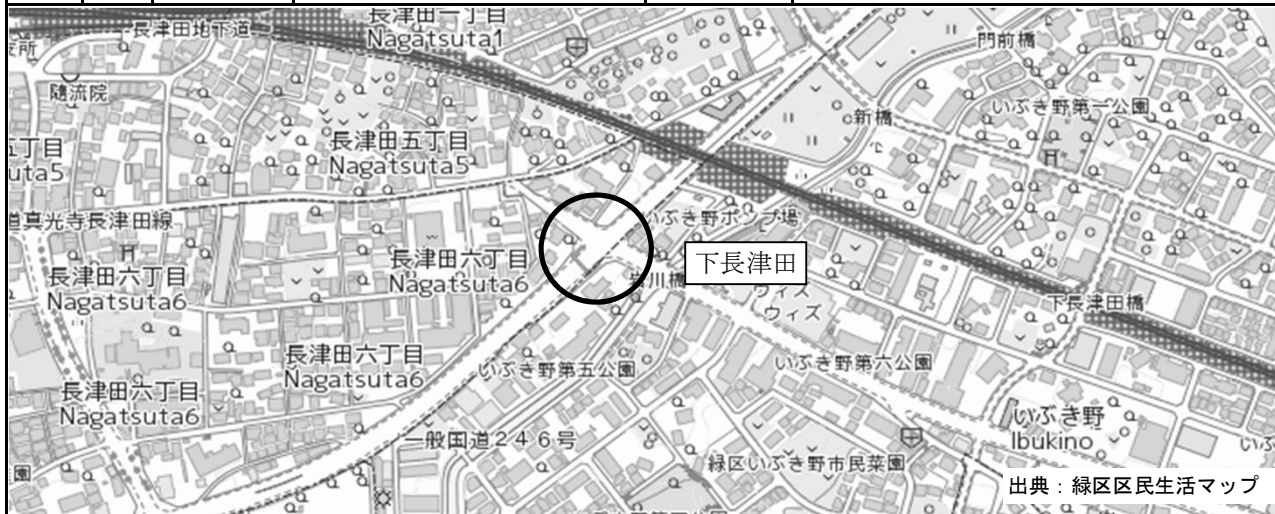 長津田一丁目
Nagatsuta1
長津田地下道
門前橋
隨流院
新橋
いぶき野第一公園
長津田五丁目
Nagatsuta5
丁目
uta5
道真光寺長津田線
いぶき野ポンプ場
下長津田
長津田六丁目
Nagatsuta6
長津田六丁目
Nagatsuta6
川橋
ウィズ
ウィズ
下長津田橋
長津田六丁目
Nagatsuta6
いぶき野第五公園
いぶき野第六公園
長津田六丁目
Nagatsuta6
いぶき野
Ibukino
一般国道246号
緑区いぶき野市民菜園
園
出典：緑区区民生活マップ